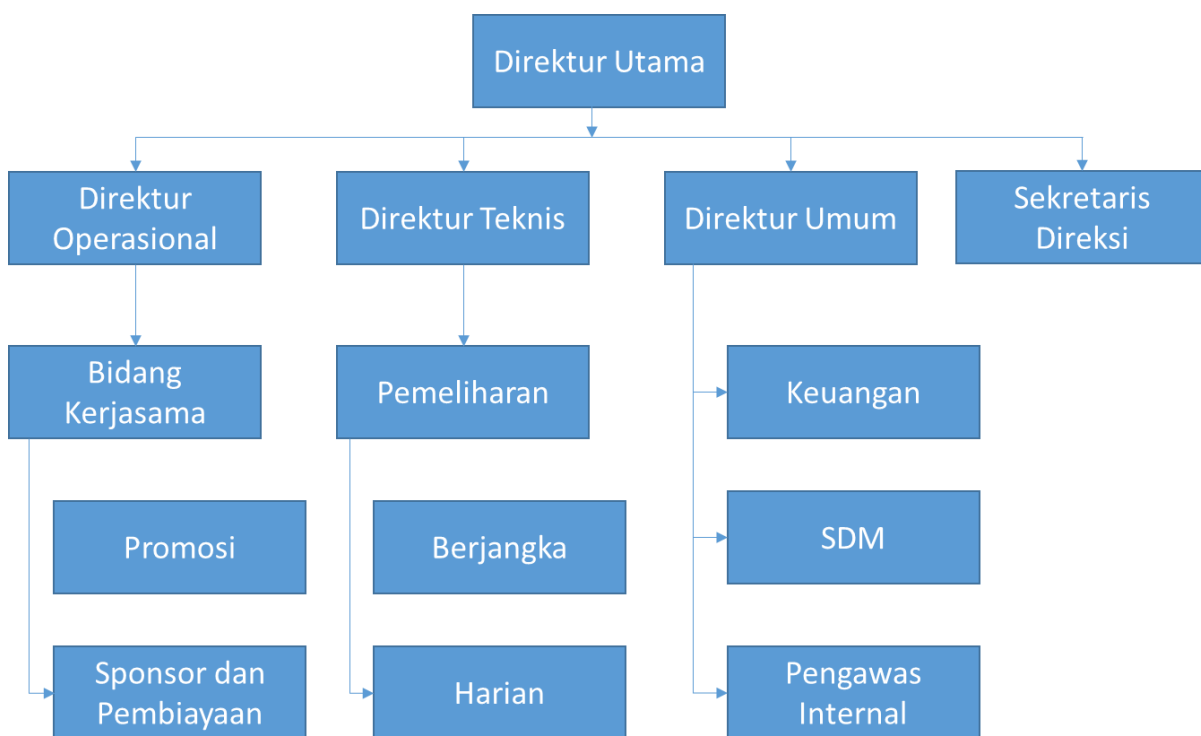 Direktur Utama
Direktur
Operasional
Direktur Teknis
Direktur Umum
Sekretaris
Direksi
Bidang
Kerjasama
Pemeliharan
Keuangan
Promosi
Berjangka
SDM
Sponsor dan
Pembiayaan
Harian
Pengawas
Internal